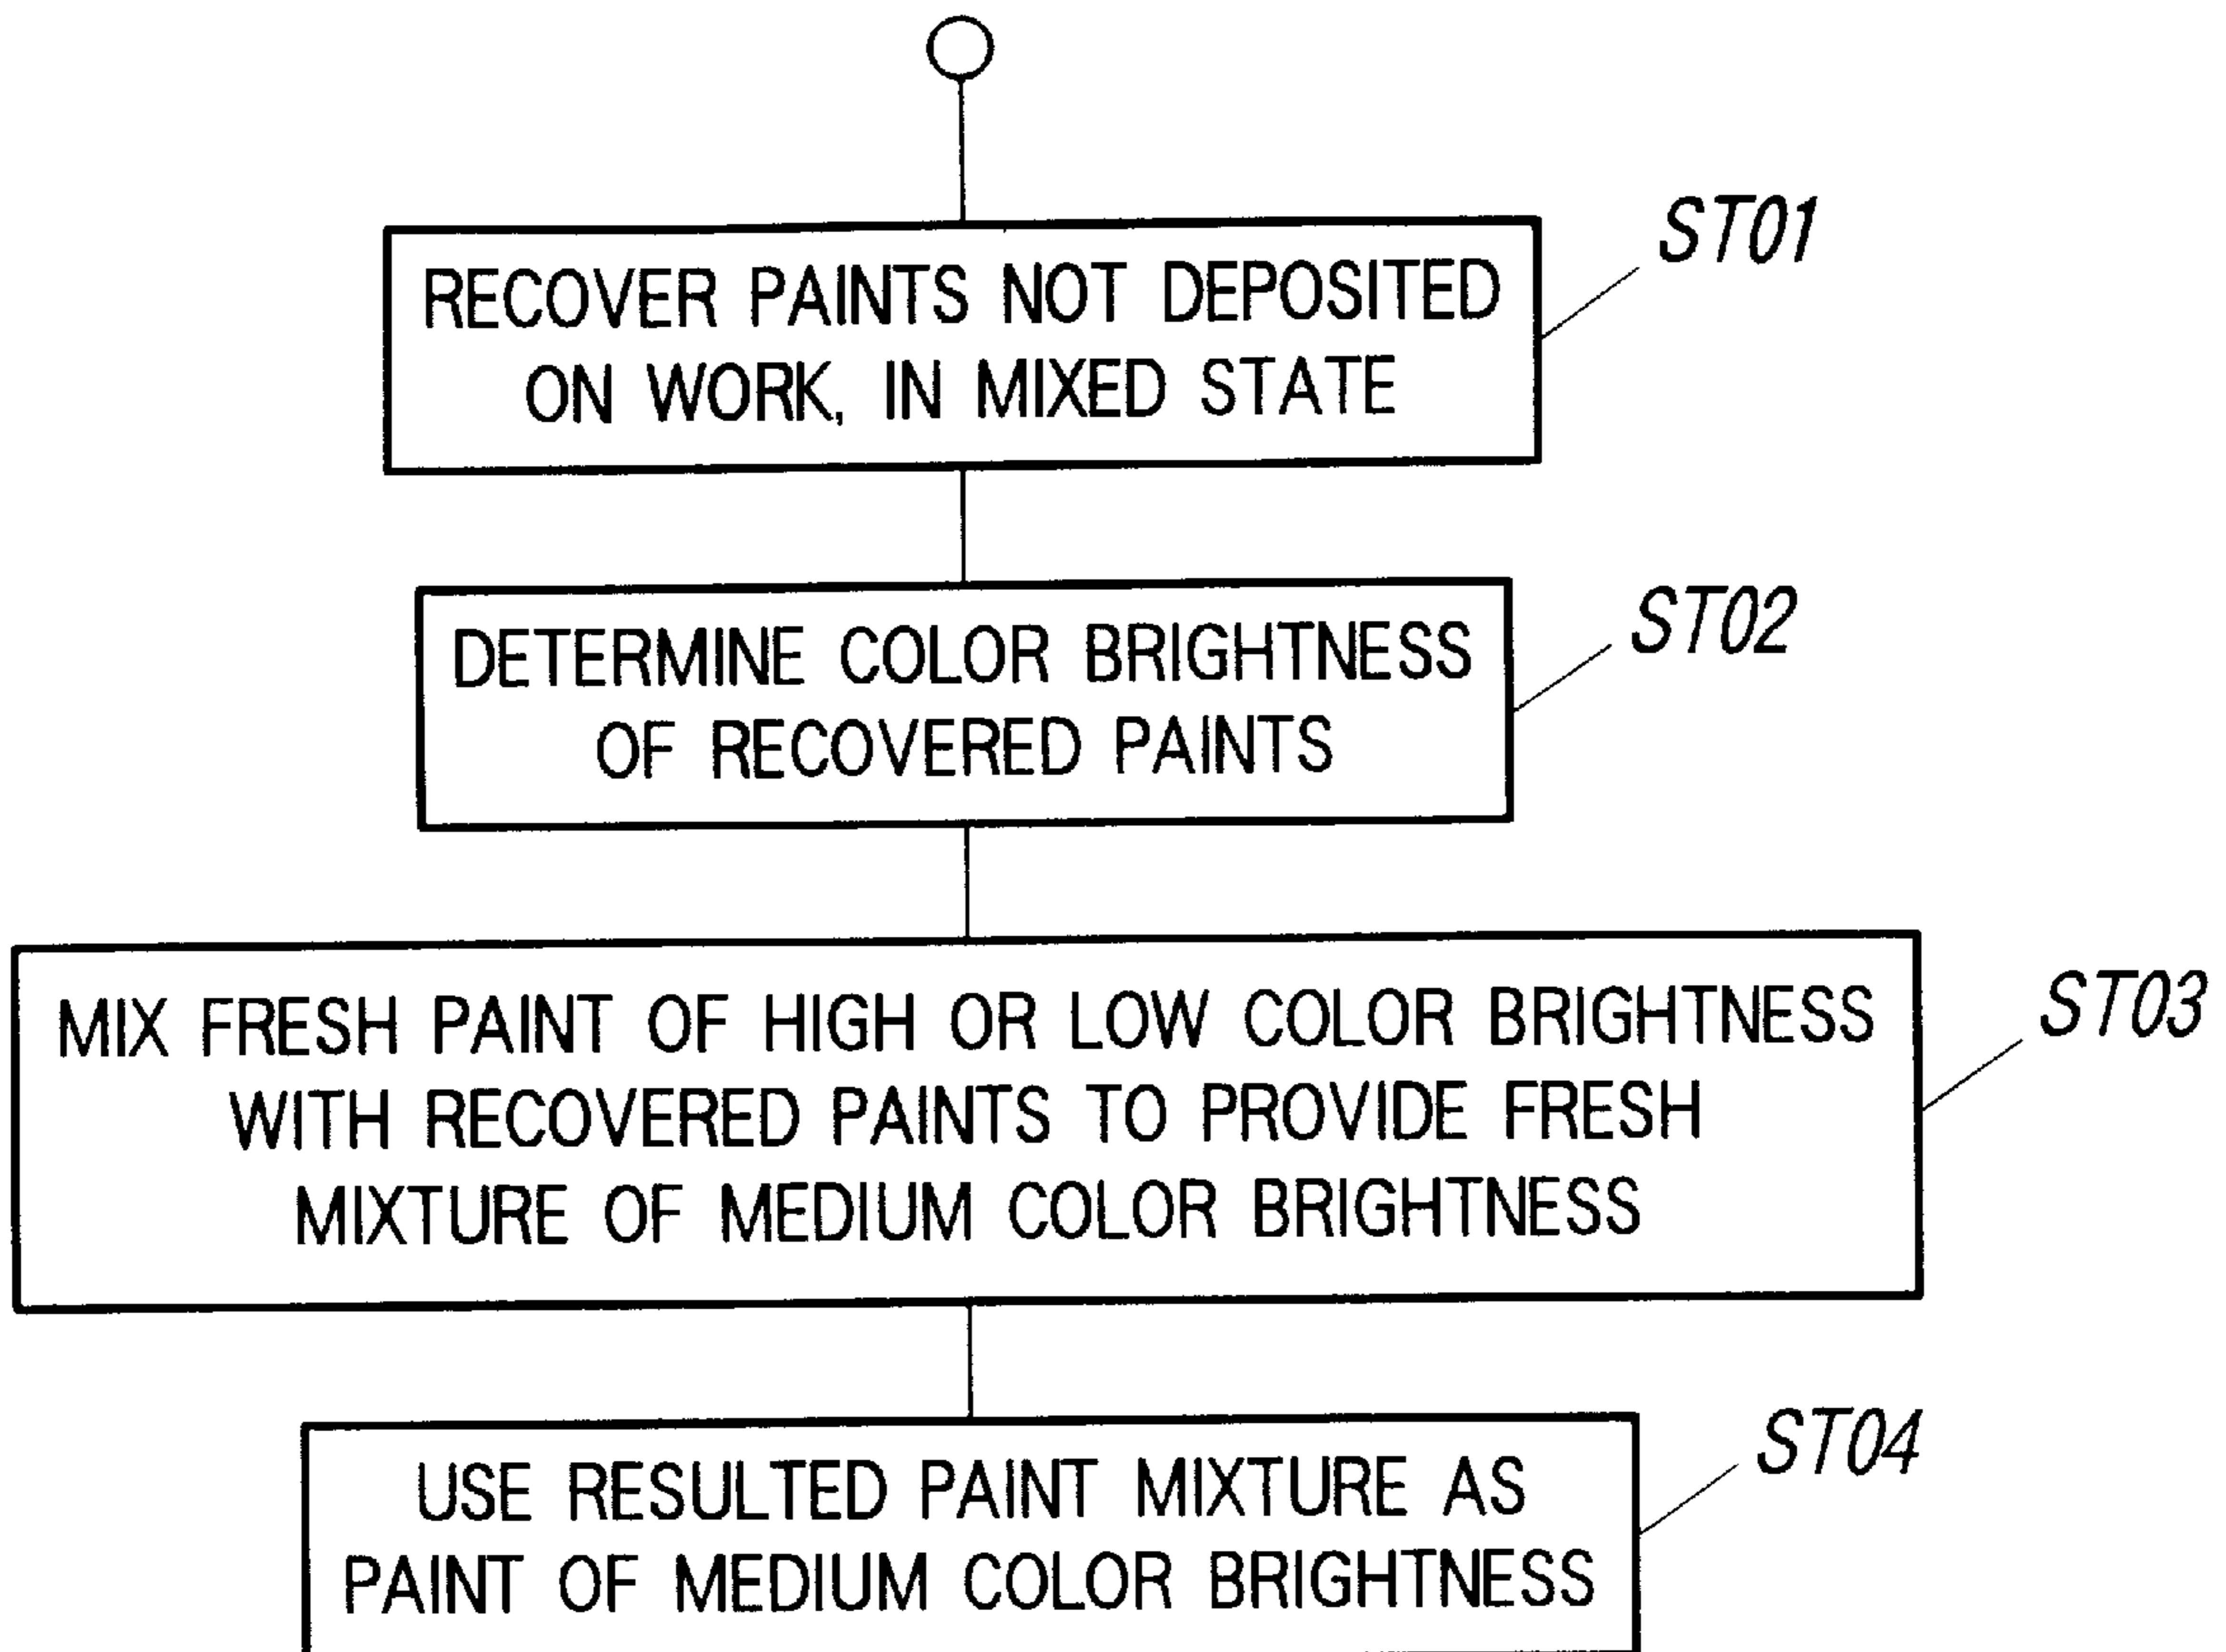 ST01
RECOVER PAINTS NOT DEPOSITED
ON WORK, IN MIXED STATE
ST02
DETERMINE COLOR BRIGHTNESS
OF RECOVERED PAINTS
ST03
MIX FRESH PAINT OF HIGH OR LOW COLOR BRIGHTNESS
WITH RECOVERED PAINTS TO PROVIDE FRESH
MIXTURE OF MEDIUM COLOR BRIGHTNESS
ST04
USE RESULTED PAINT MIXTURE AS
PAINT OF MEDIUM COLOR BRIGHTNESS